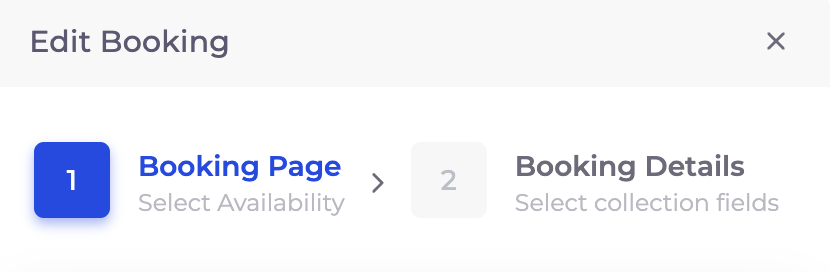 Edit Booking
1
Booking Page
Select Availability
2
Booking Details
Select collection fields